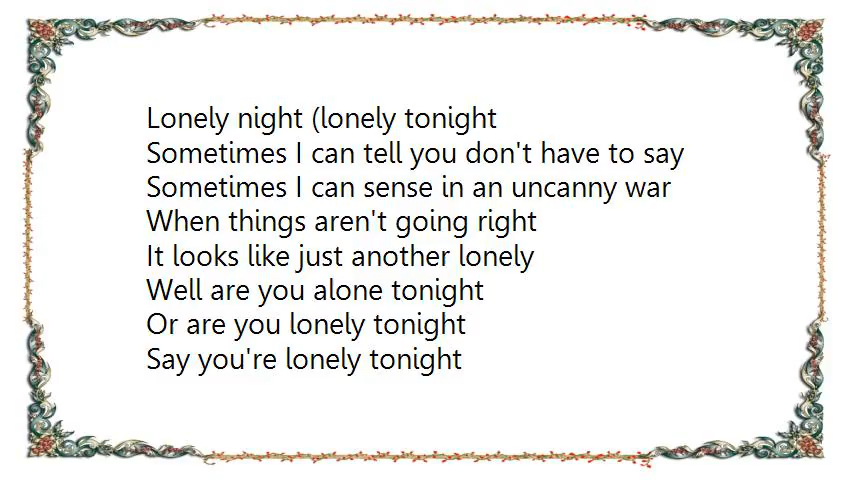 Lonely night (lonely tonight
Sometimes I can tell you don't have to say
Sometimes I can sense in an uncanny war
When things aren't going right
It looks like just another lonely
Well are you alone tonight
Or are you lonely tonight
Say you're lonely tonight